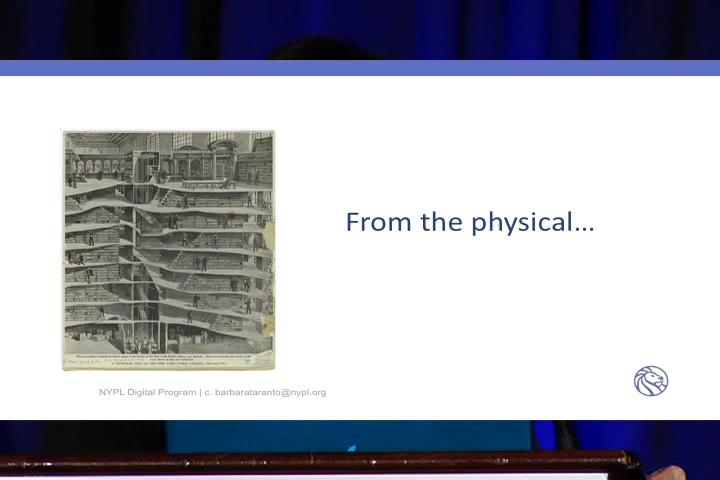 From the physical...
NYPL Digital Program | c. barbarataranto@nypl.org